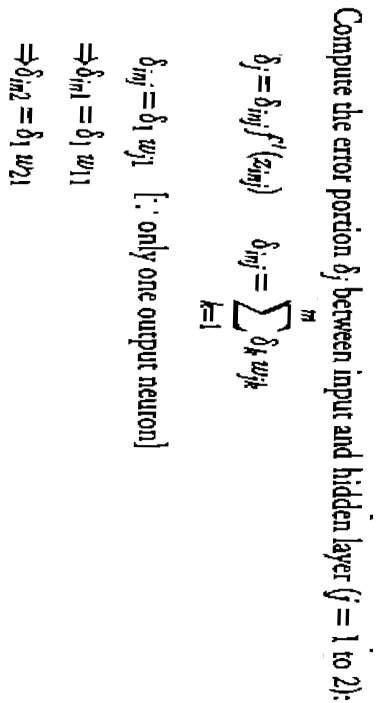 Compute the error portion δj between input and hidden layer (j = 1 to 2):
δj = δinj f′(zinj)    δinj = ∑_{k=1}^{m} δk wjk
δinj = δ1 wj1    [∵ only one output neuron]
⇒δin1 = δ1 w11
⇒δin2 = δ1 w21